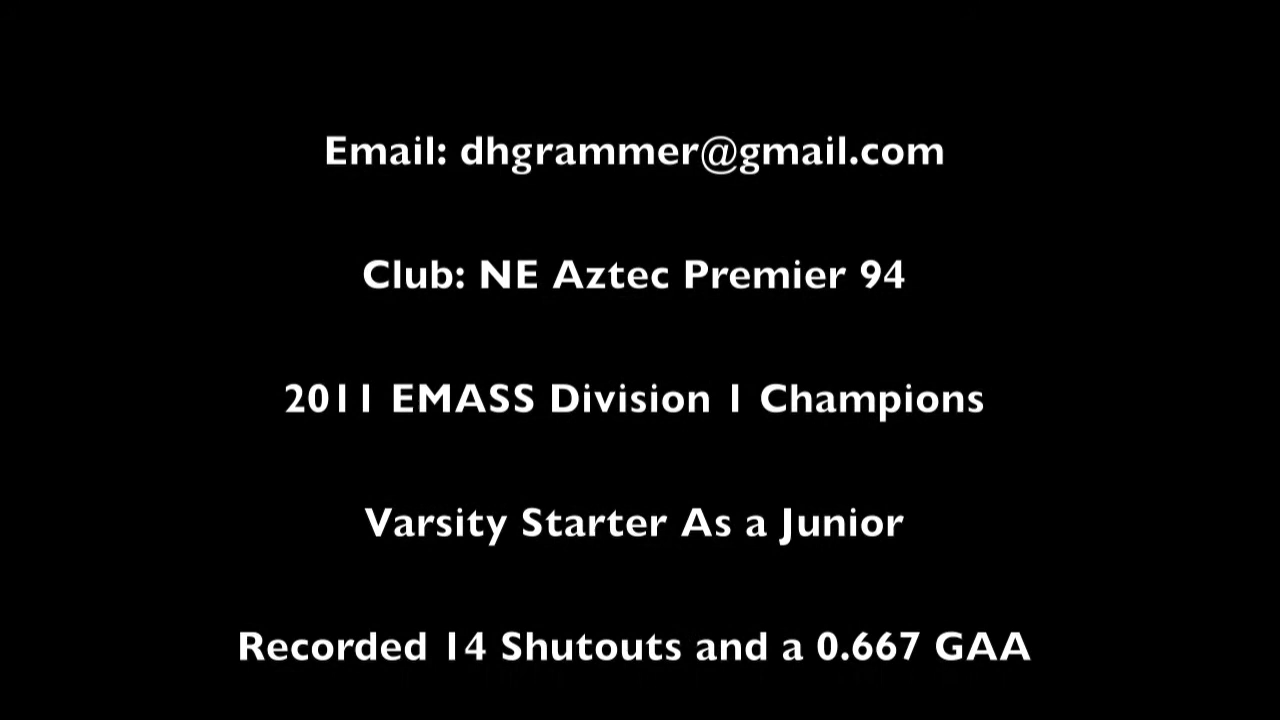 Email: dhgrammer@gmail.com
Club: NE Aztec Premier 94
2011 EMASS Division 1 Champions
Varsity Starter As a Junior
Recorded 14 Shutouts and a 0.667 GAA